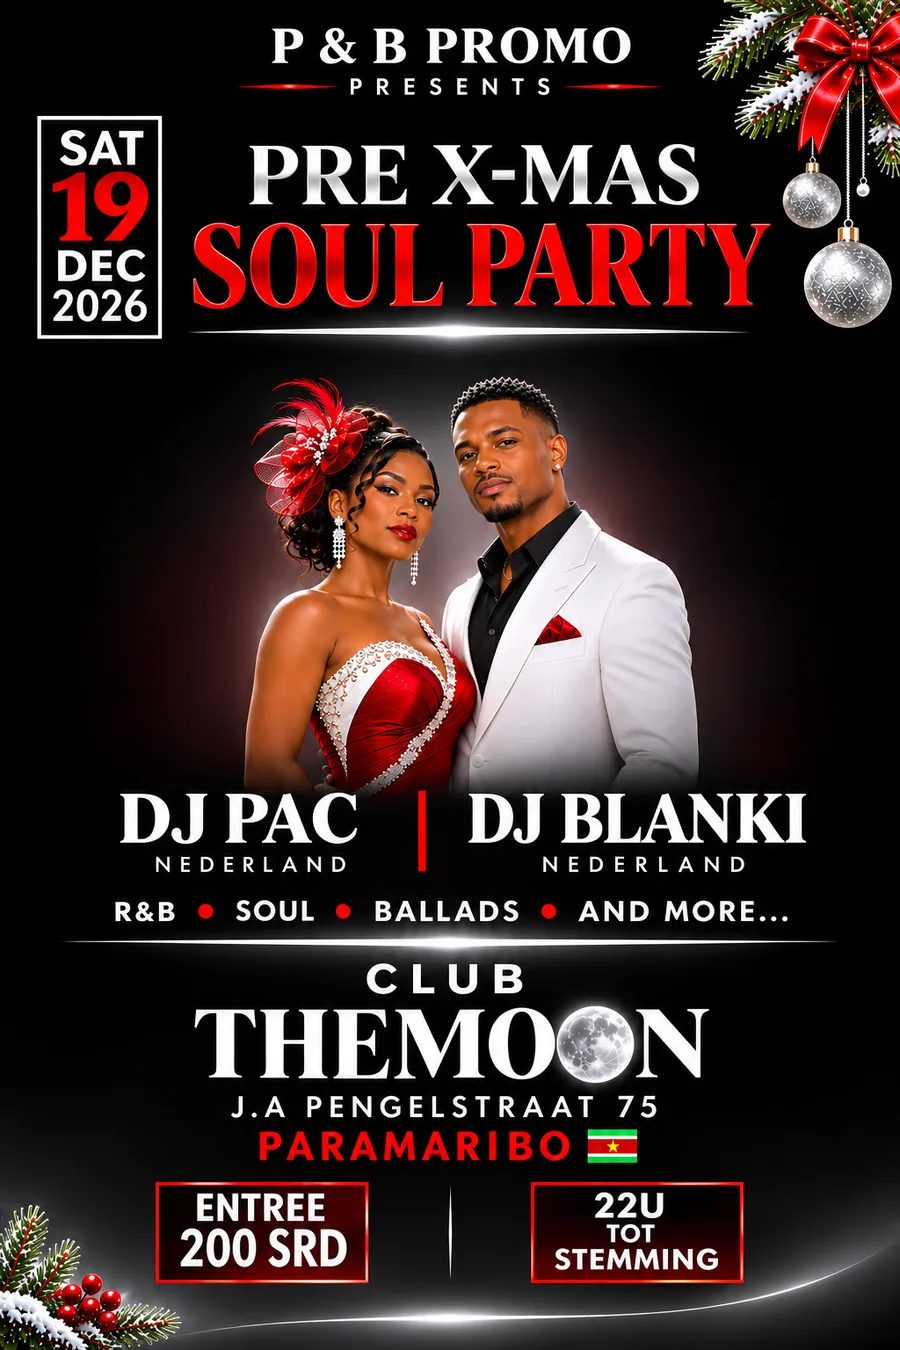 P & B PROMO
PRESENTS
SAT
19
DEC
2026
PRE X-MAS
SOUL PARTY
DJ PAC
NEDERLAND
DJ BLANKI
NEDERLAND
R&B • SOUL • BALLADS • AND MORE...
CLUB
THEMOON
J.A PENGELSTRAAT 75
PARAMARIBO
ENTREE
200 SRD
22U
TOT
STEMMING